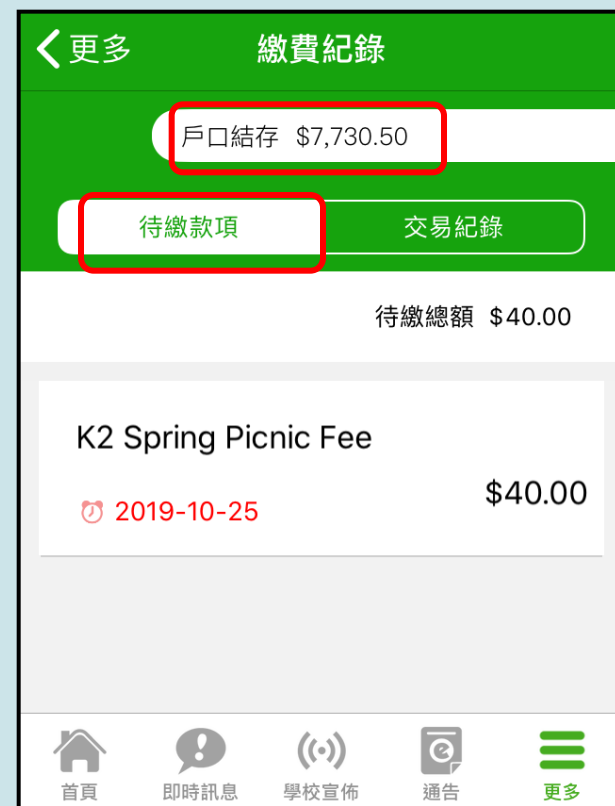 更多 繳費紀錄
戶口結存 $7,730.50
待繳款項 交易紀錄
待繳總額 $40.00
K2 Spring Picnic Fee
$40.00
2019-10-25
首頁 即時訊息 學校宣佈 通告 更多